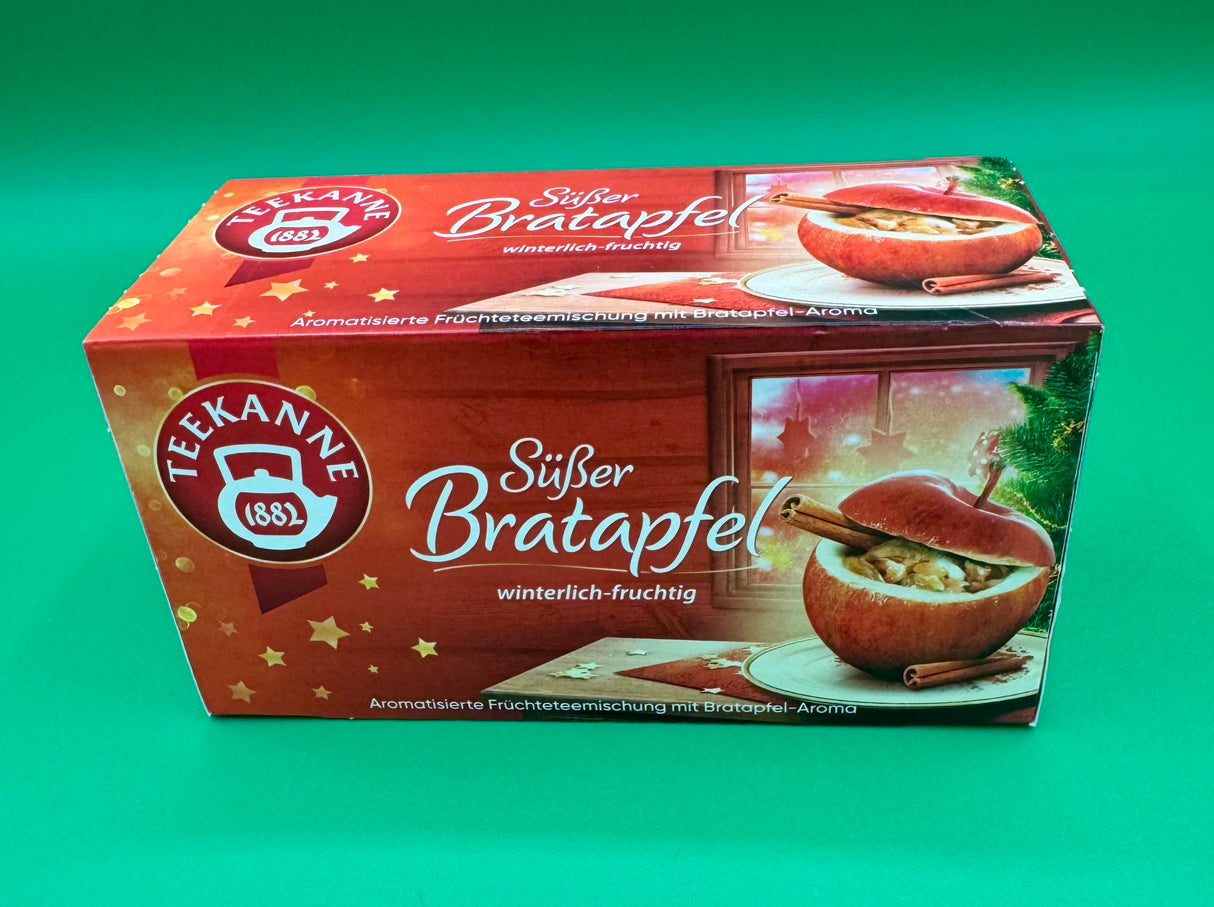 TEEKANNE
1882
Süßer
Bratapfel
winterlich-fruchtig
Aromatisierte Früchteteemischung mit Bratapfel-Aroma
TEEKANNE
1882
Süßer
Bratapfel
winterlich-fruchtig
Aromatisierte Früchteteemischung mit Bratapfel-Aroma